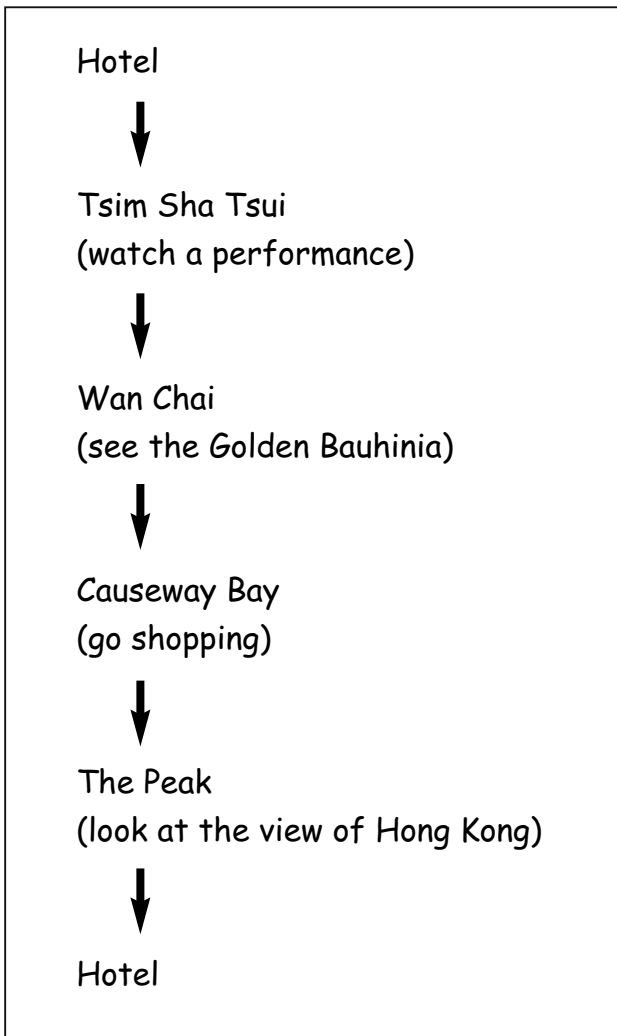 Hotel
Tsim Sha Tsui
(watch a performance)
Wan Chai
(see the Golden Bauhinia)
Causeway Bay
(go shopping)
The Peak
(look at the view of Hong Kong)
Hotel